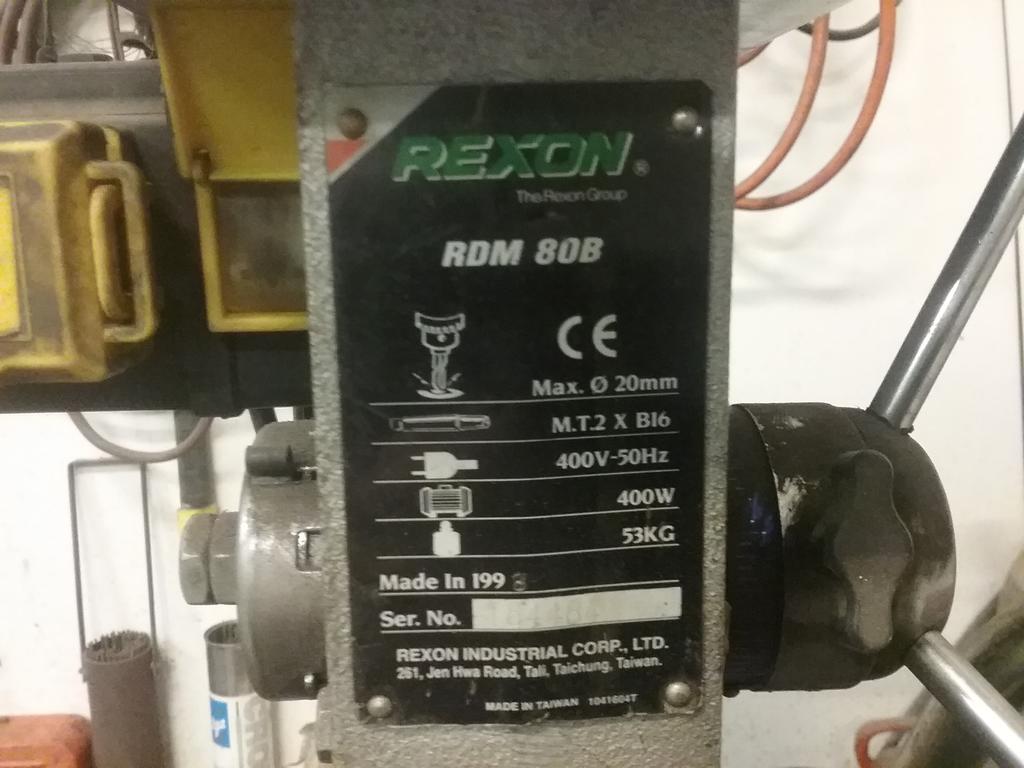 REXON®
The Rexon Group
RDM 80B
CE
Max. Ø 20mm
M.T.2 X B16
400V-50Hz
400W
53KG
Made In 199
Ser. No.
REXON INDUSTRIAL CORP., LTD.
261, Jen Hwa Road, Tali, Taichung, Taiwan.
MADE IN TAIWAN 1041604T